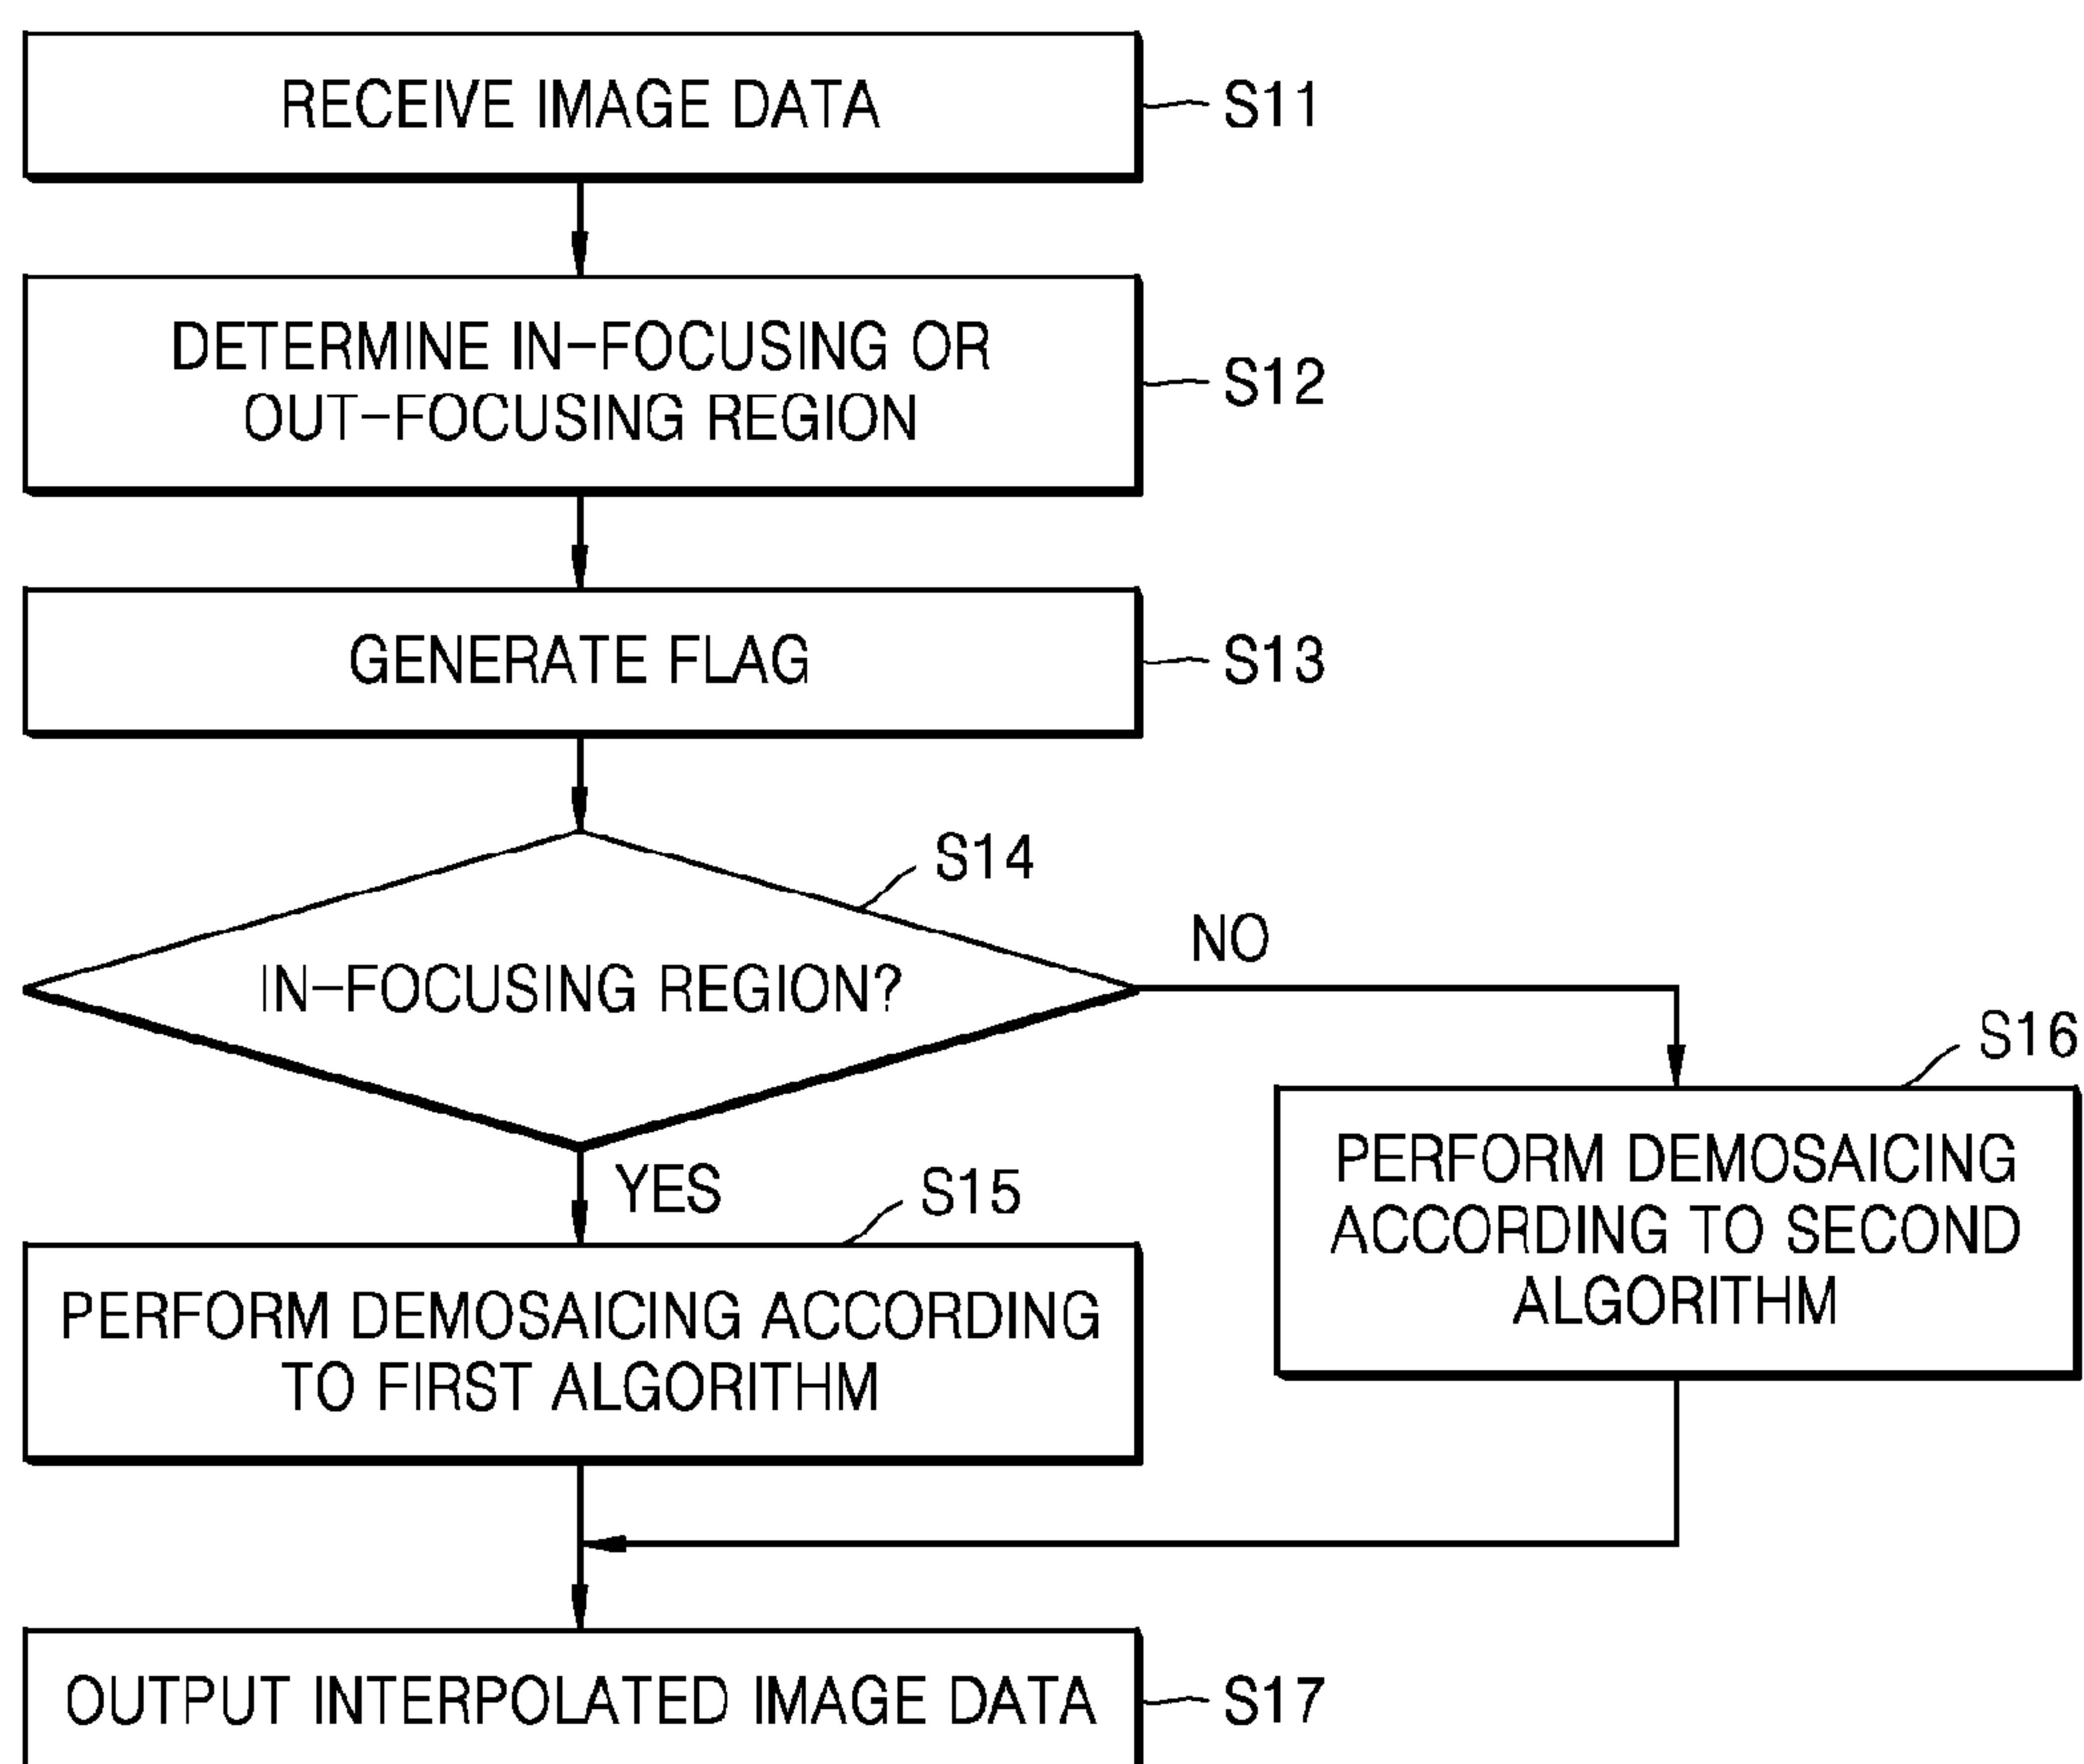 RECEIVE IMAGE DATA
S11
DETERMINE IN-FOCUSING OR
OUT-FOCUSING REGION
S12
GENERATE FLAG
S13
S14
IN-FOCUSING REGION?
NO
YES
S15
PERFORM DEMOSAICING ACCORDING
TO FIRST ALGORITHM
S16
PERFORM DEMOSAICING
ACCORDING TO SECOND
ALGORITHM
OUTPUT INTERPOLATED IMAGE DATA
S17